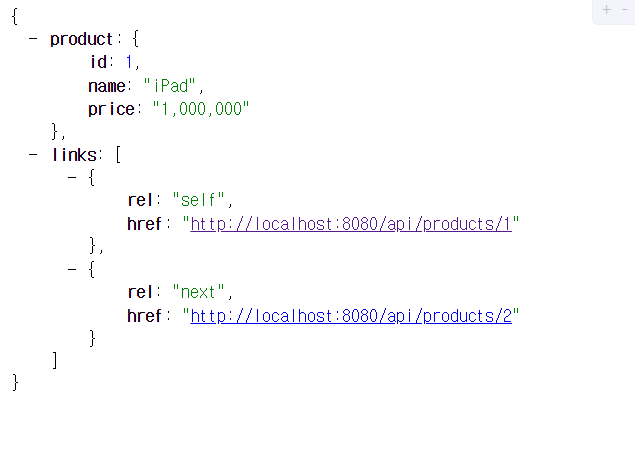 + -
{
- product: {
id: 1,
name: "iPad",
price: "1,000,000"
},
- links: [
- {
rel: "self",
href: "http://localhost:8080/api/products/1"
},
- {
rel: "next",
href: "http://localhost:8080/api/products/2"
}
]
}